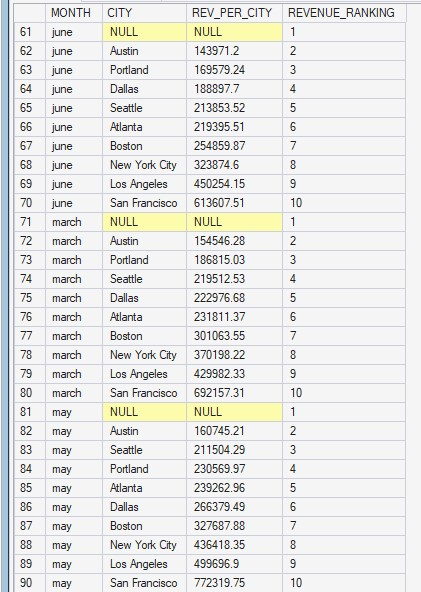 MONTH CITY REV_PER_CITY REVENUE_RANKING
61 june NULL NULL 1
62 june Austin 143971.2 2
63 june Portland 169579.24 3
64 june Dallas 188897.7 4
65 june Seattle 213853.52 5
66 june Atlanta 219395.51 6
67 june Boston 254859.87 7
68 june New York City 323874.6 8
69 june Los Angeles 450254.15 9
70 june San Francisco 613607.51 10
71 march NULL NULL 1
72 march Austin 154546.28 2
73 march Portland 186815.03 3
74 march Seattle 219512.53 4
75 march Dallas 222976.68 5
76 march Atlanta 231811.37 6
77 march Boston 301063.55 7
78 march New York City 370198.22 8
79 march Los Angeles 429982.33 9
80 march San Francisco 692157.31 10
81 may NULL NULL 1
82 may Austin 160745.21 2
83 may Seattle 211504.29 3
84 may Portland 230569.97 4
85 may Atlanta 239262.96 5
86 may Dallas 266379.49 6
87 may Boston 327687.88 7
88 may New York City 436418.35 8
89 may Los Angeles 499696.9 9
90 may San Francisco 772319.75 10